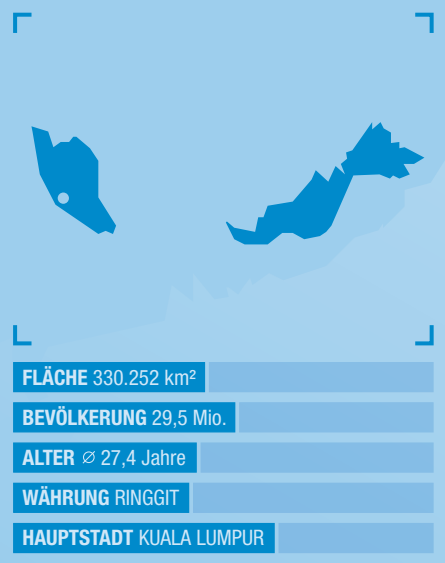 FLÄCHE 330.252 km²
BEVÖLKERUNG 29,5 Mio.
ALTER ∅ 27,4 Jahre
WÄHRUNG RINGGIT
HAUPTSTADT KUALA LUMPUR